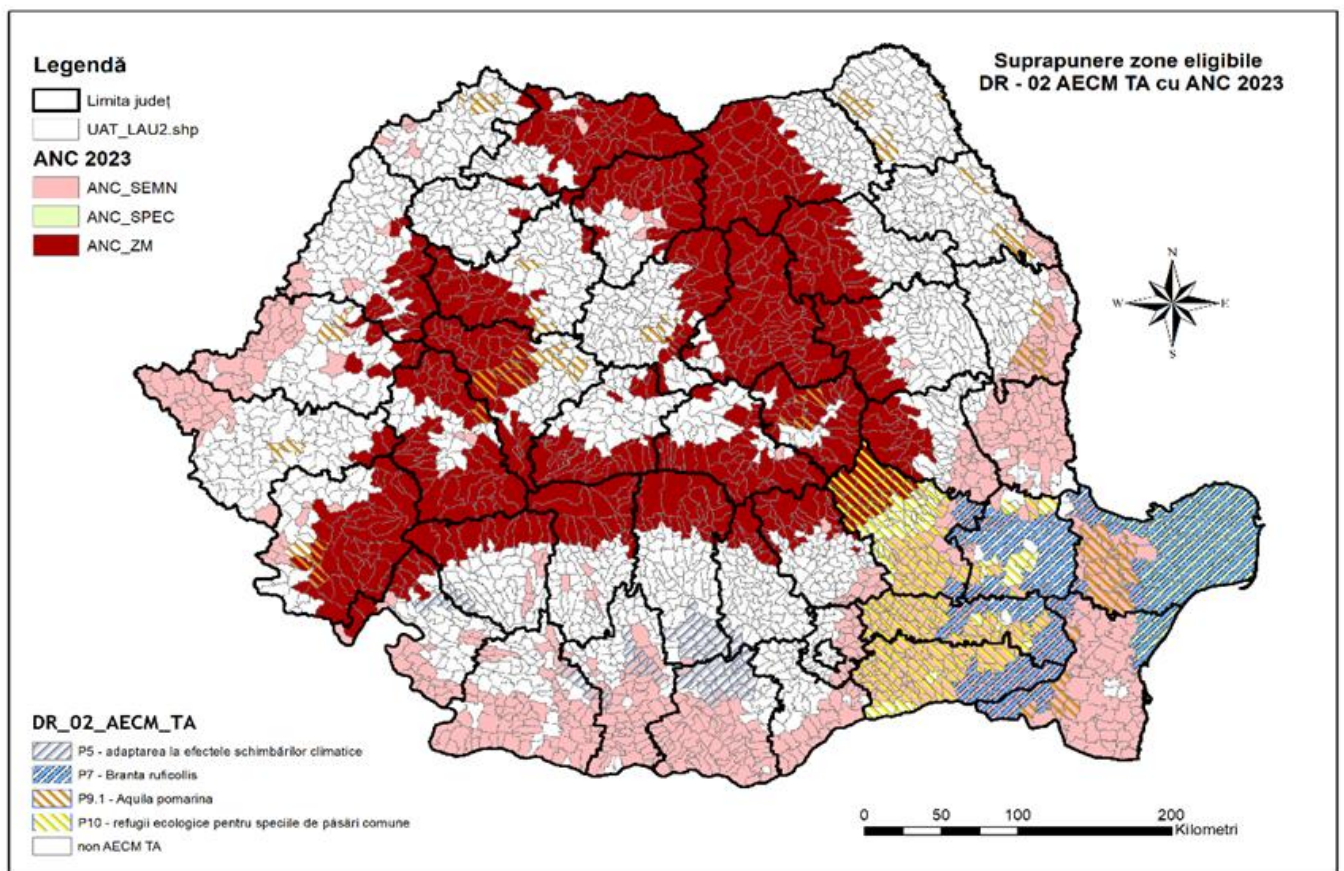 Legendă
Limita județ
UAT_LAU2.shp
ANC 2023
ANC_SEMN
ANC_SPEC
ANC_ZM
Suprapunere zone eligibile
DR - 02 AECM TA cu ANC 2023
N
W
E
S
DR_02_AECM_TA
P5 - adaptarea la efectele schimbărilor climatice
P7 - Branta ruficollis
P9.1 - Aquila pomarina
P10 - refugii ecologice pentru speciile de păsări comune
non AECM TA
0 50 100 200
Kilometri